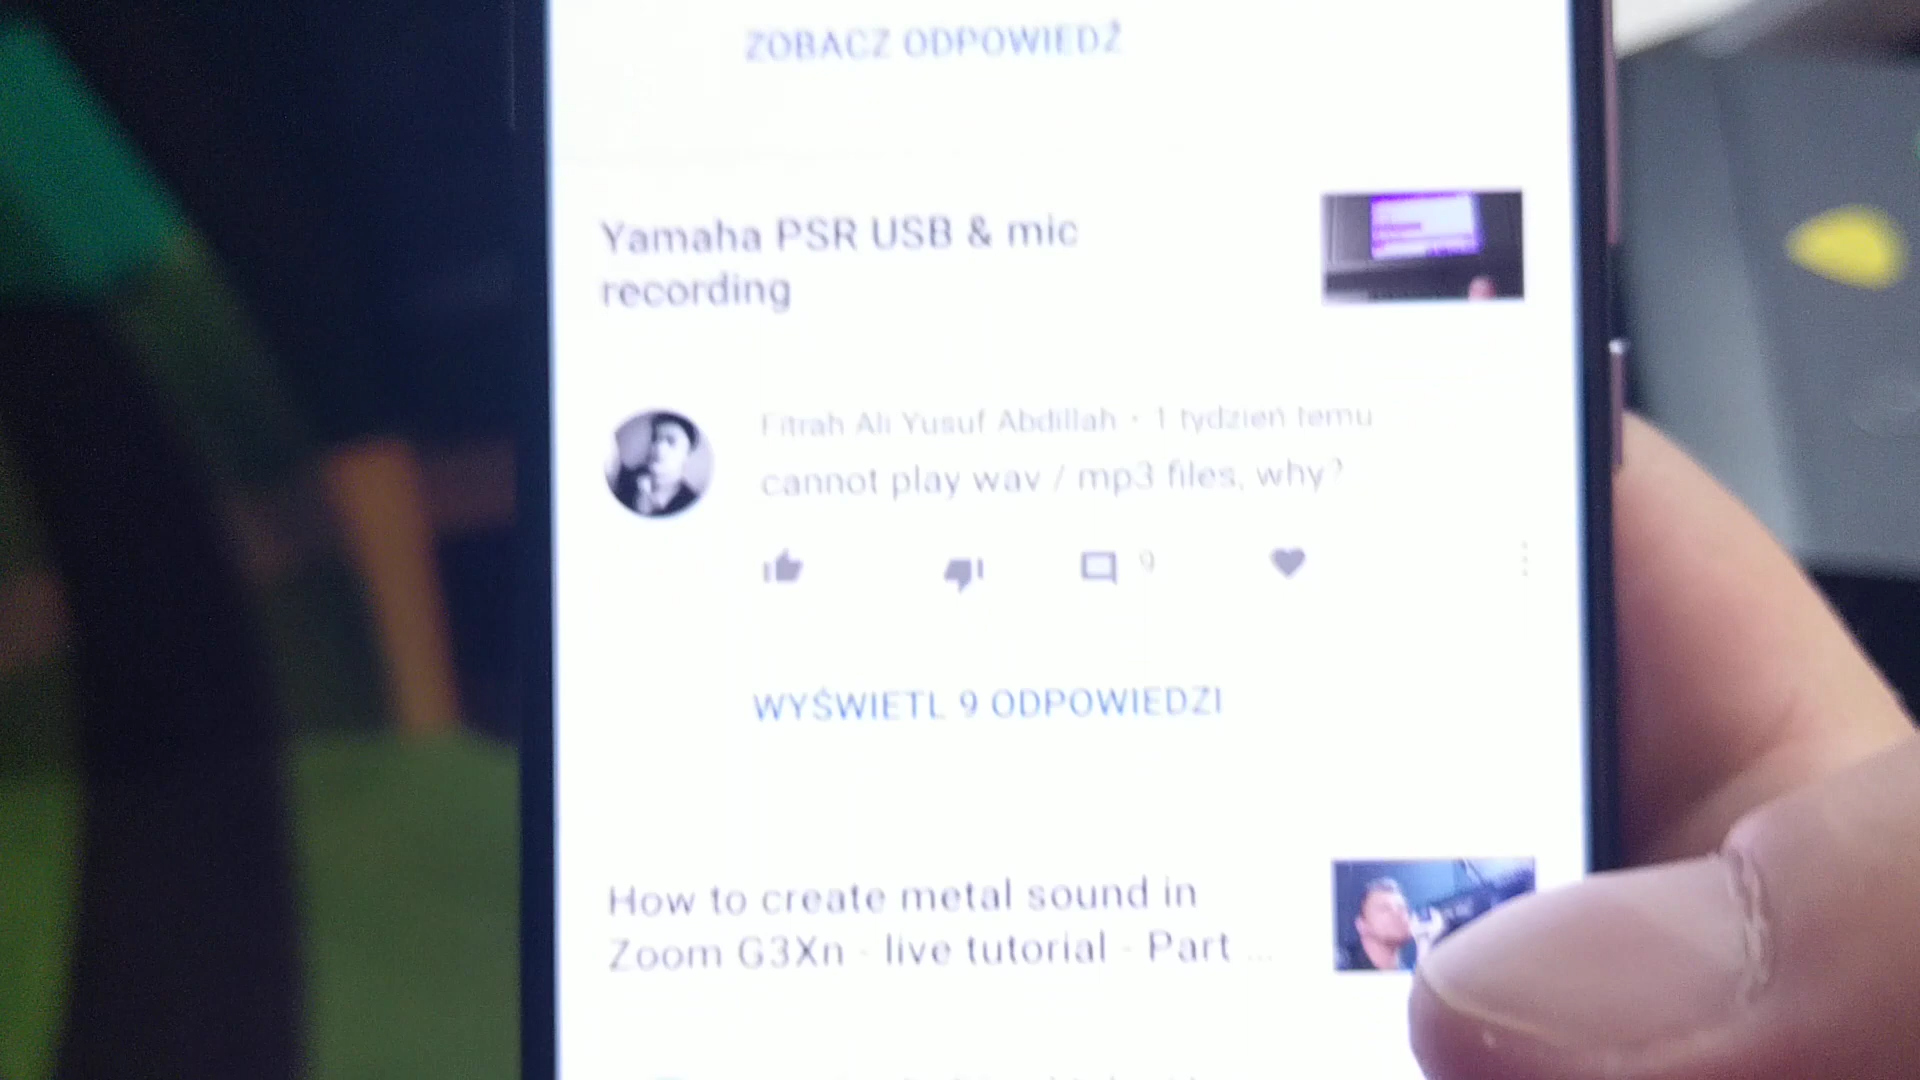 ZOBACZ ODPOWIEDŹ
Yamaha PSR USB & mic
recording
Fitrah Ali Yusuf Abdillah · 1 tydzień temu
cannot play wav / mp3 files, why?
9
WYŚWIETL 9 ODPOWIEDZI
How to create metal sound in
Zoom G3Xn - live tutorial - Part ...